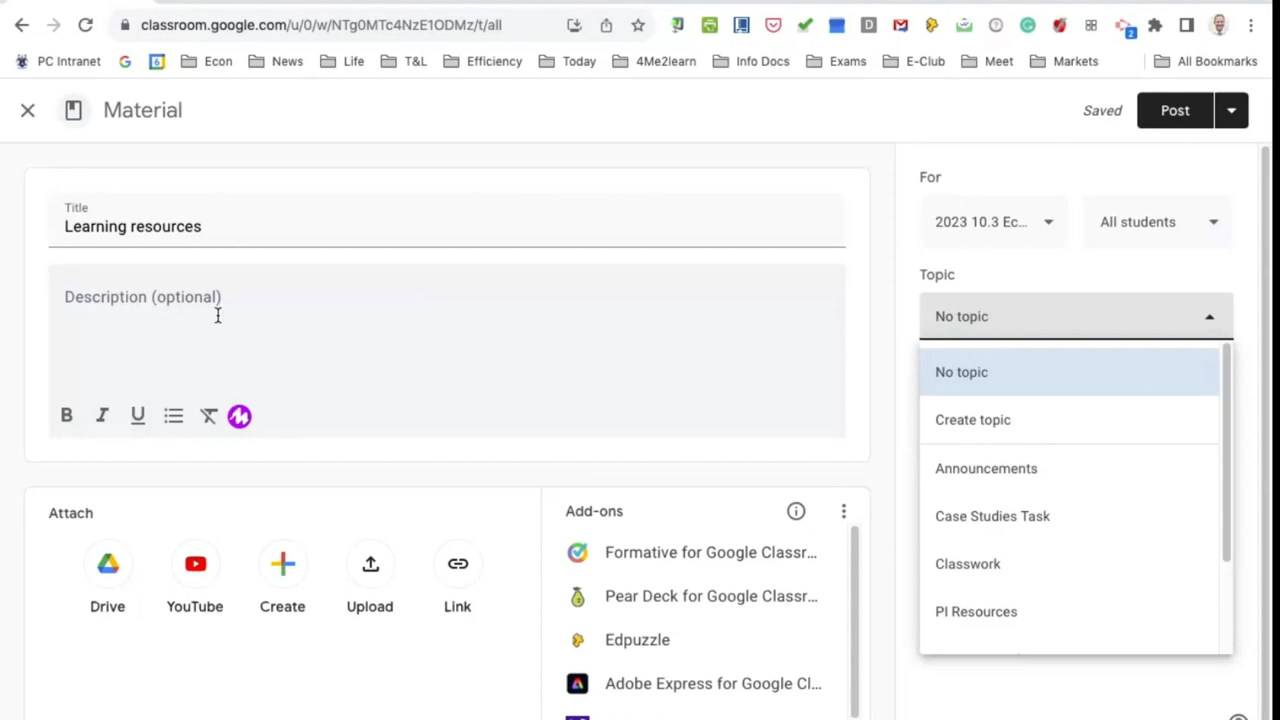 classroom.google.com/u/0/w/NTg0MTc4NzE1ODMz/t/all
D
2
PC Intranet
6
Econ
News
Life
T&L
Efficiency
Today
4Me2learn
Info Docs
Exams
E-Club
Meet
Markets
All Bookmarks
Material
Saved
Post
Title
Learning resources
Description (optional)
B I U
For
2023 10.3 Ec...
All students
Topic
No topic
No topic
Create topic
Announcements
Case Studies Task
Classwork
PI Resources
Attach
Drive
YouTube
Create
Upload
Link
Add-ons
Formative for Google Classr...
Pear Deck for Google Classr...
Edpuzzle
Adobe Express for Google Cl...